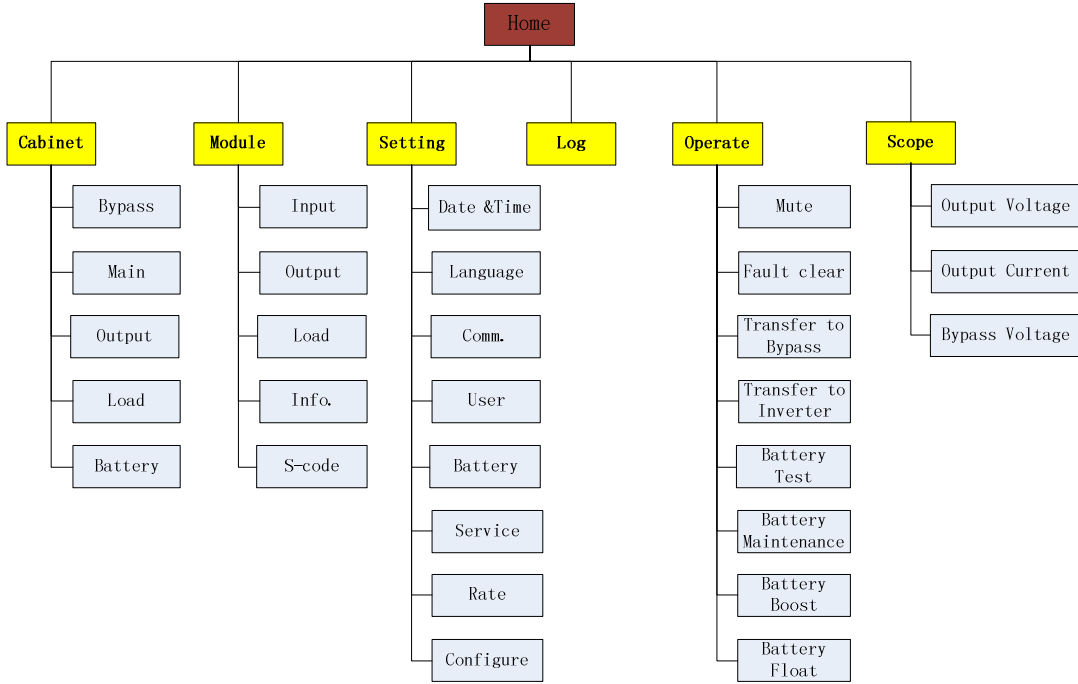 Home
Cabinet
Bypass
Main
Output
Load
Battery
Module
Input
Output
Load
Info.
S-code
Setting
Date &Time
Language
Comm.
User
Battery
Service
Rate
Configure
Log
Operate
Mute
Fault clear
Transfer to
Bypass
Transfer to
Inverter
Battery
Test
Battery
Maintenance
Battery
Boost
Battery
Float
Scope
Output Voltage
Output Current
Bypass Voltage